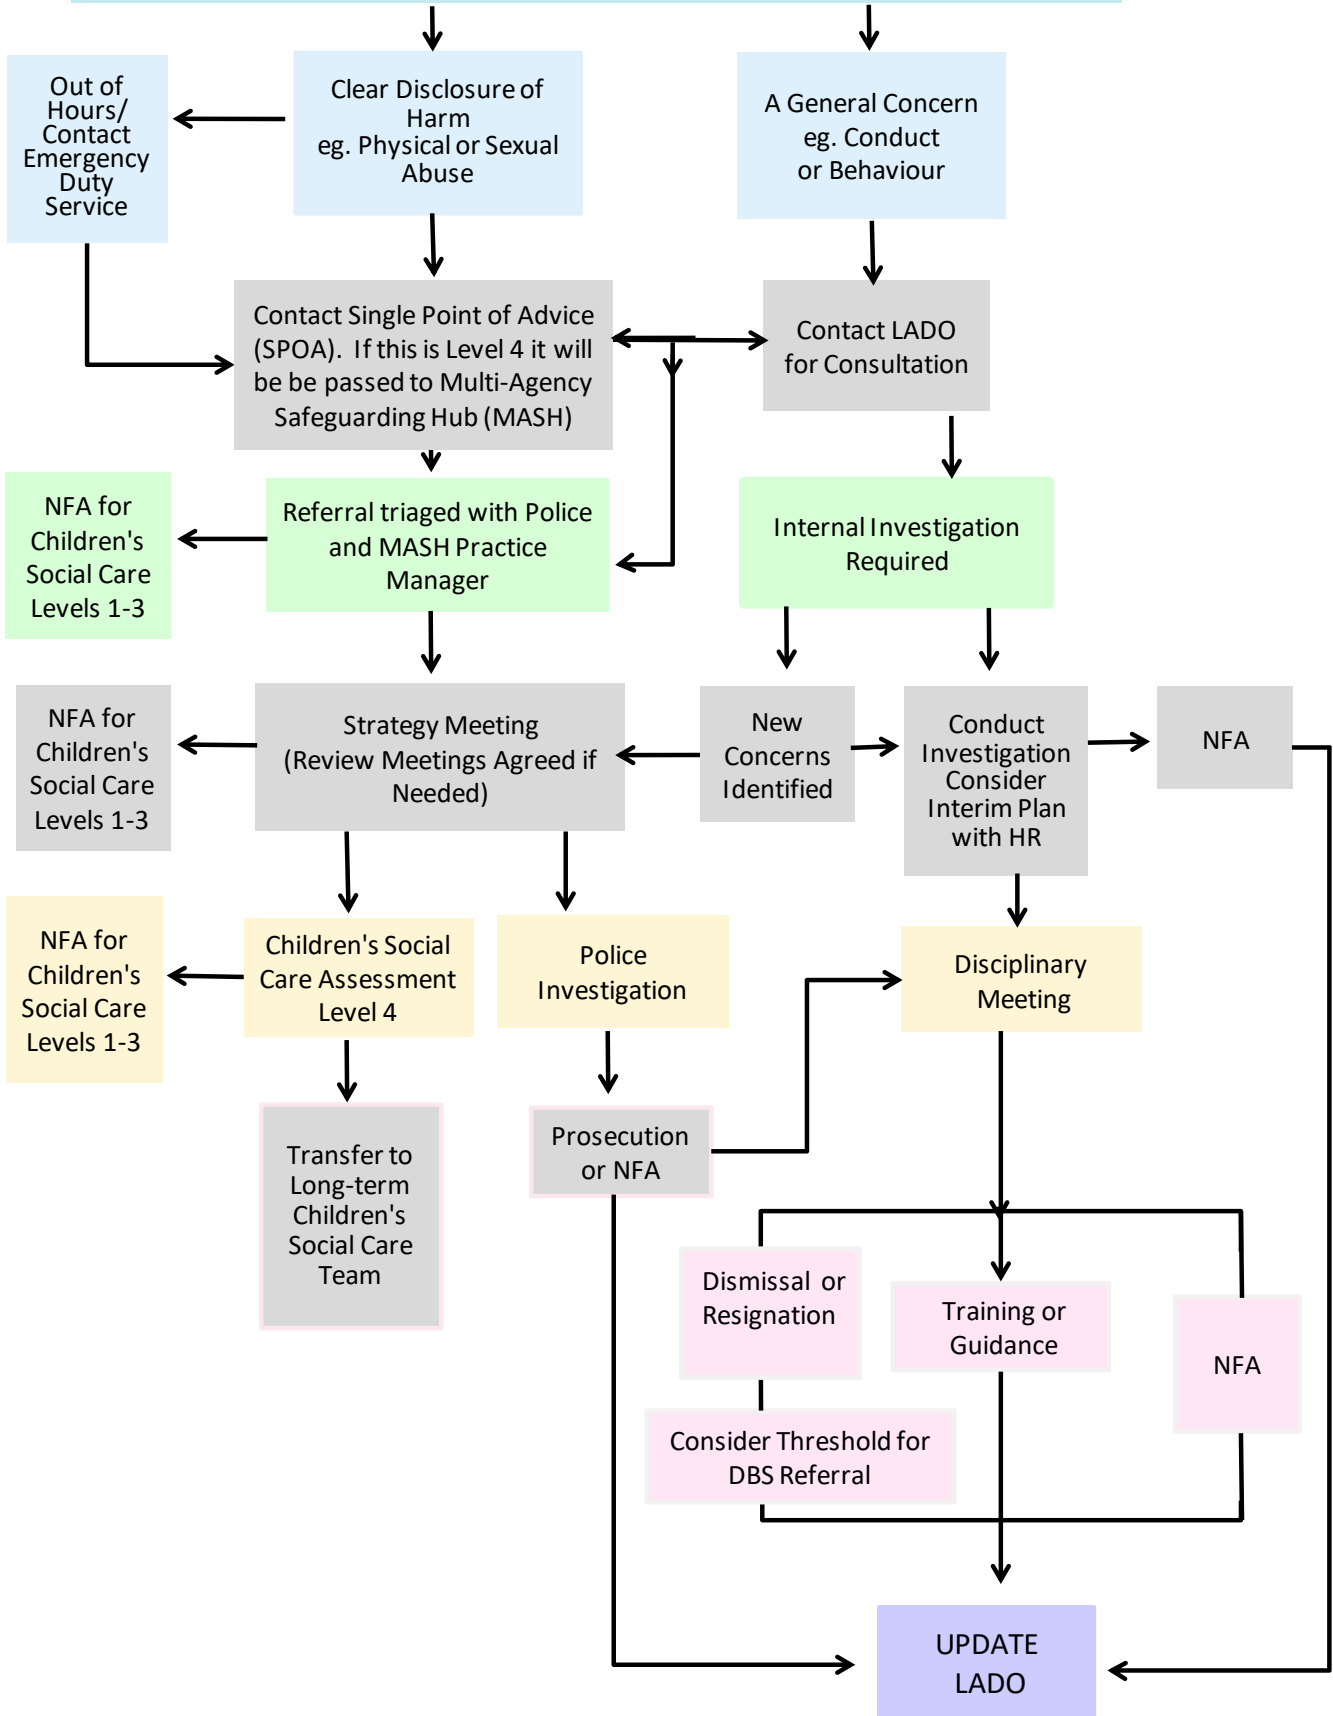 Out of
Hours/
Contact
Emergency
Duty
Service
Clear Disclosure of
Harm
eg. Physical or Sexual
Abuse
A General Concern
eg. Conduct
or Behaviour
Contact Single Point of Advice
(SPOA). If this is Level 4 it will
be be passed to Multi-Agency
Safeguarding Hub (MASH)
Contact LADO
for Consultation
NFA for
Children's
Social Care
Levels 1-3
Referral triaged with Police
and MASH Practice
Manager
Internal Investigation
Required
NFA for
Children's
Social Care
Levels 1-3
Strategy Meeting
(Review Meetings Agreed if
Needed)
New
Concerns
Identified
Conduct
Investigation
Consider
Interim Plan
with HR
NFA
NFA for
Children's
Social Care
Levels 1-3
Children's Social
Care Assessment
Level 4
Police
Investigation
Disciplinary
Meeting
Transfer to
Long-term
Children's
Social Care
Team
Prosecution
or NFA
Dismissal or
Resignation
Training or
Guidance
NFA
Consider Threshold for
DBS Referral
UPDATE
LADO